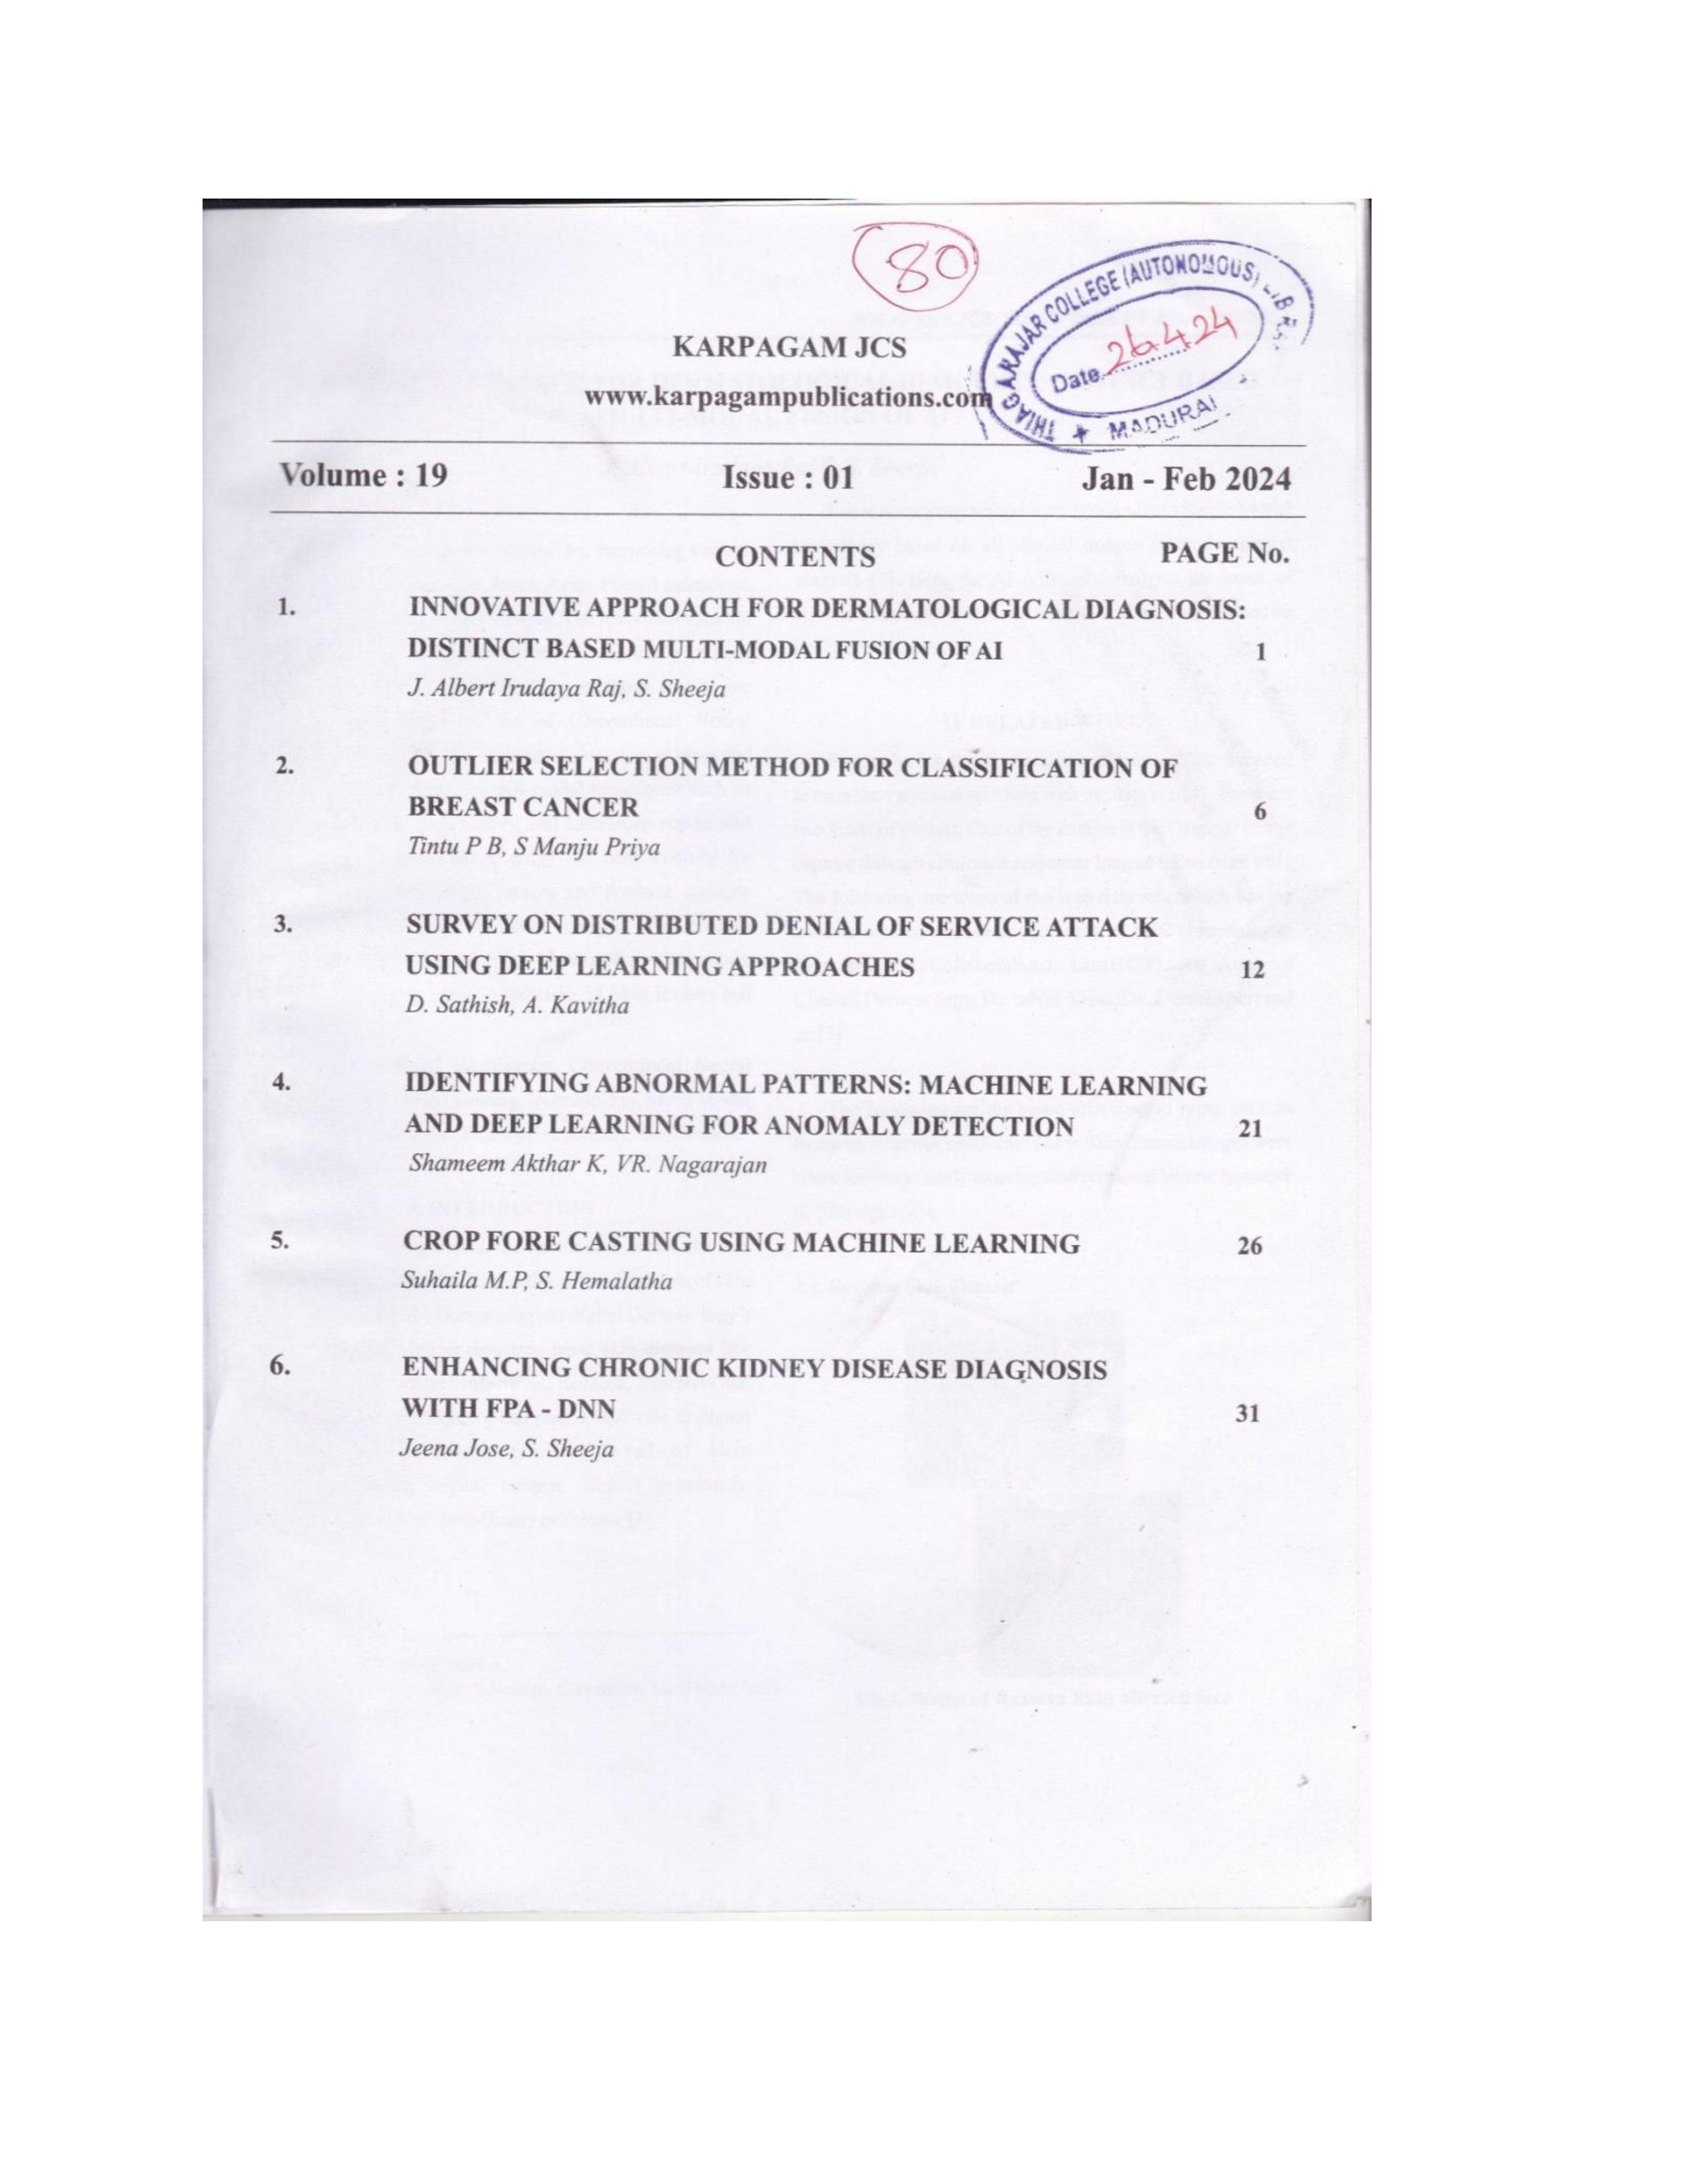 80
THIAGARAJAR COLLEGE (AUTONOMOUS)
Date 26.4.24
★ MADURAI
KARPAGAM JCS
www.karpagampublications.com
Volume : 19 Issue : 01 Jan - Feb 2024
CONTENTS PAGE No.
1. INNOVATIVE APPROACH FOR DERMATOLOGICAL DIAGNOSIS:
DISTINCT BASED MULTI-MODAL FUSION OF AI 1
J. Albert Irudaya Raj, S. Sheeja
2. OUTLIER SELECTION METHOD FOR CLASSIFICATION OF
BREAST CANCER 6
Tintu P B, S Manju Priya
3. SURVEY ON DISTRIBUTED DENIAL OF SERVICE ATTACK
USING DEEP LEARNING APPROACHES 12
D. Sathish, A. Kavitha
4. IDENTIFYING ABNORMAL PATTERNS: MACHINE LEARNING
AND DEEP LEARNING FOR ANOMALY DETECTION 21
Shameem Akthar K, VR. Nagarajan
5. CROP FORE CASTING USING MACHINE LEARNING 26
Suhaila M.P, S. Hemalatha
6. ENHANCING CHRONIC KIDNEY DISEASE DIAGNOSIS
WITH FPA - DNN 31
Jeena Jose, S. Sheeja